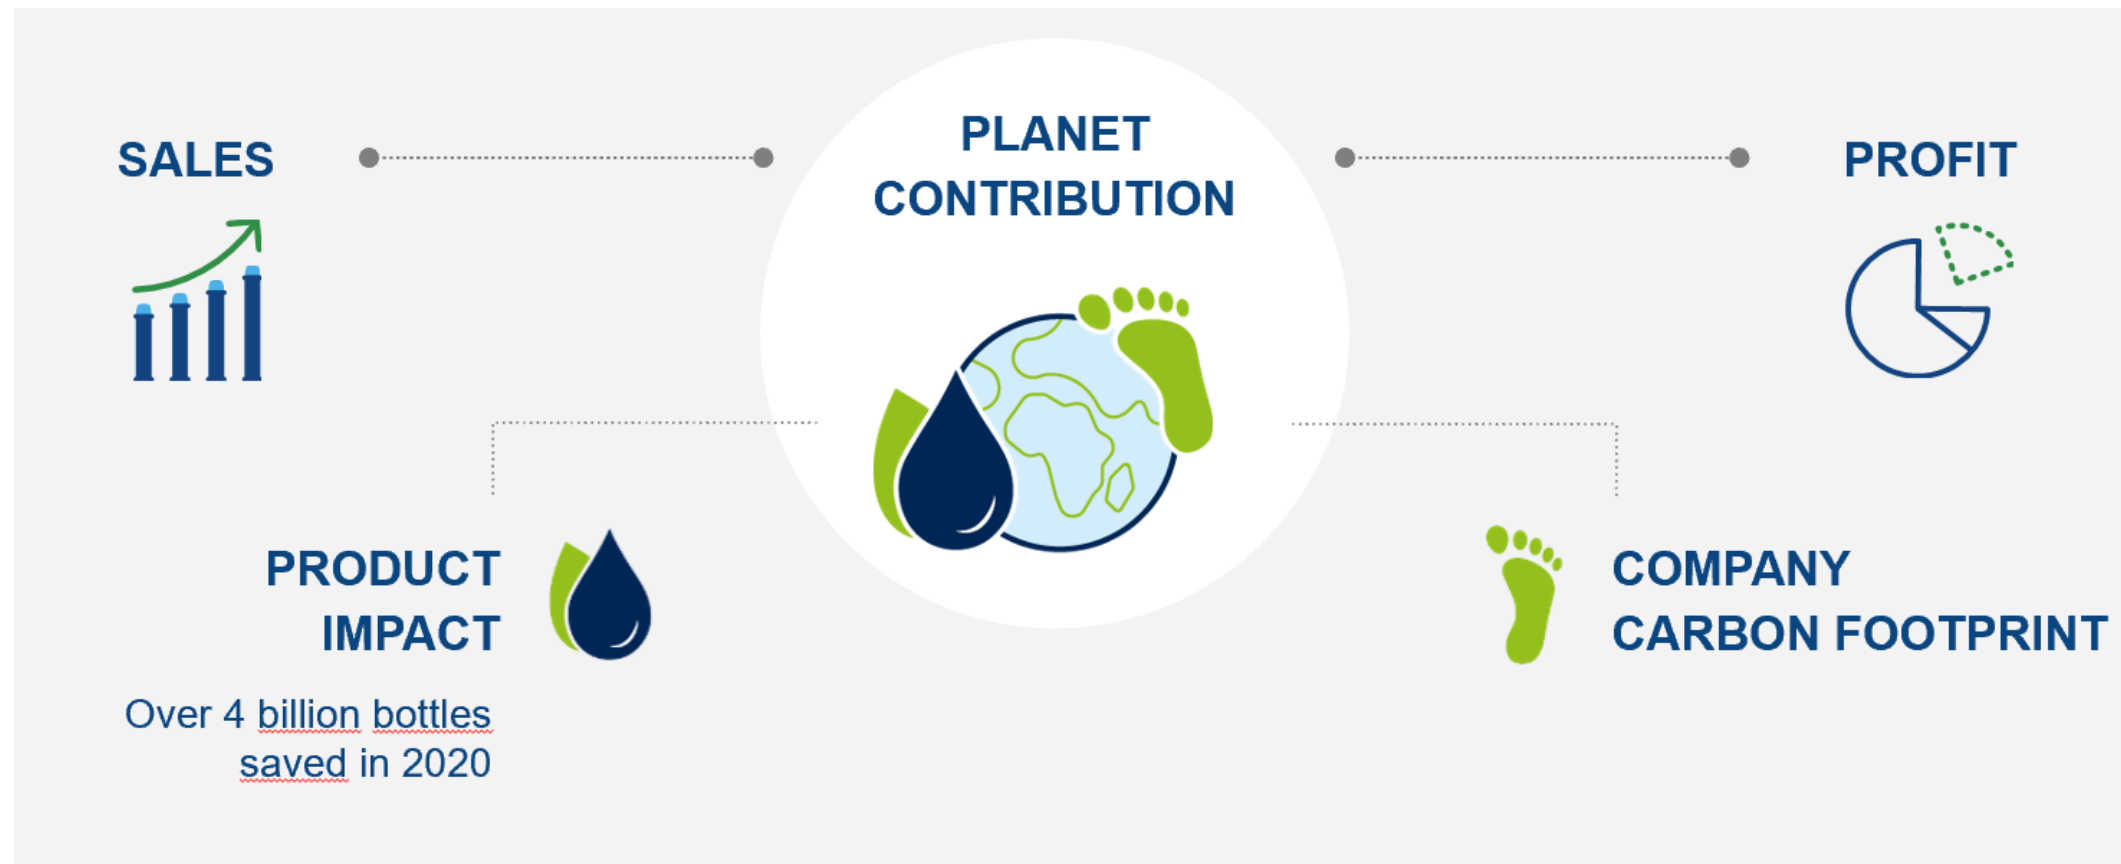 SALES
PLANET
CONTRIBUTION
PROFIT
PRODUCT
IMPACT
Over 4 billion bottles
saved in 2020
COMPANY
CARBON FOOTPRINT